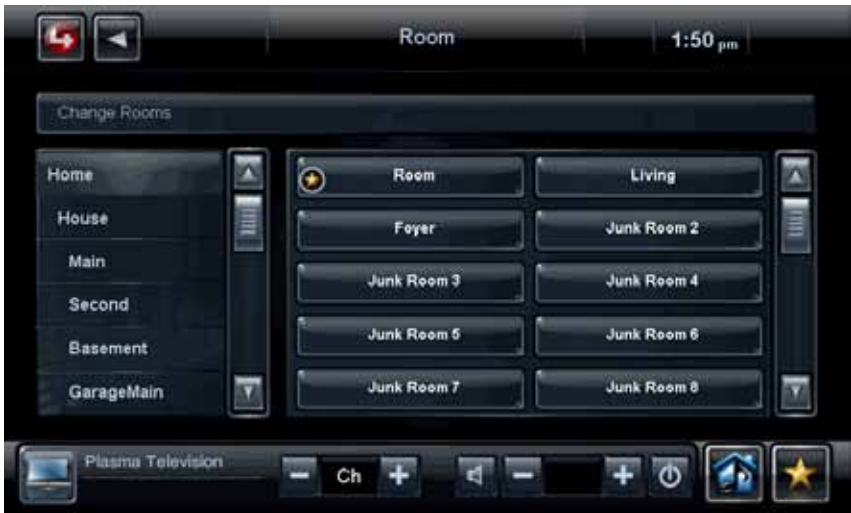 Room
1:50 pm
Change Rooms
Home
House
Main
Second
Basement
GarageMain
Room
Living
Foyer
Junk Room 2
Junk Room 3
Junk Room 4
Junk Room 5
Junk Room 6
Junk Room 7
Junk Room 8
Plasma Television
Ch